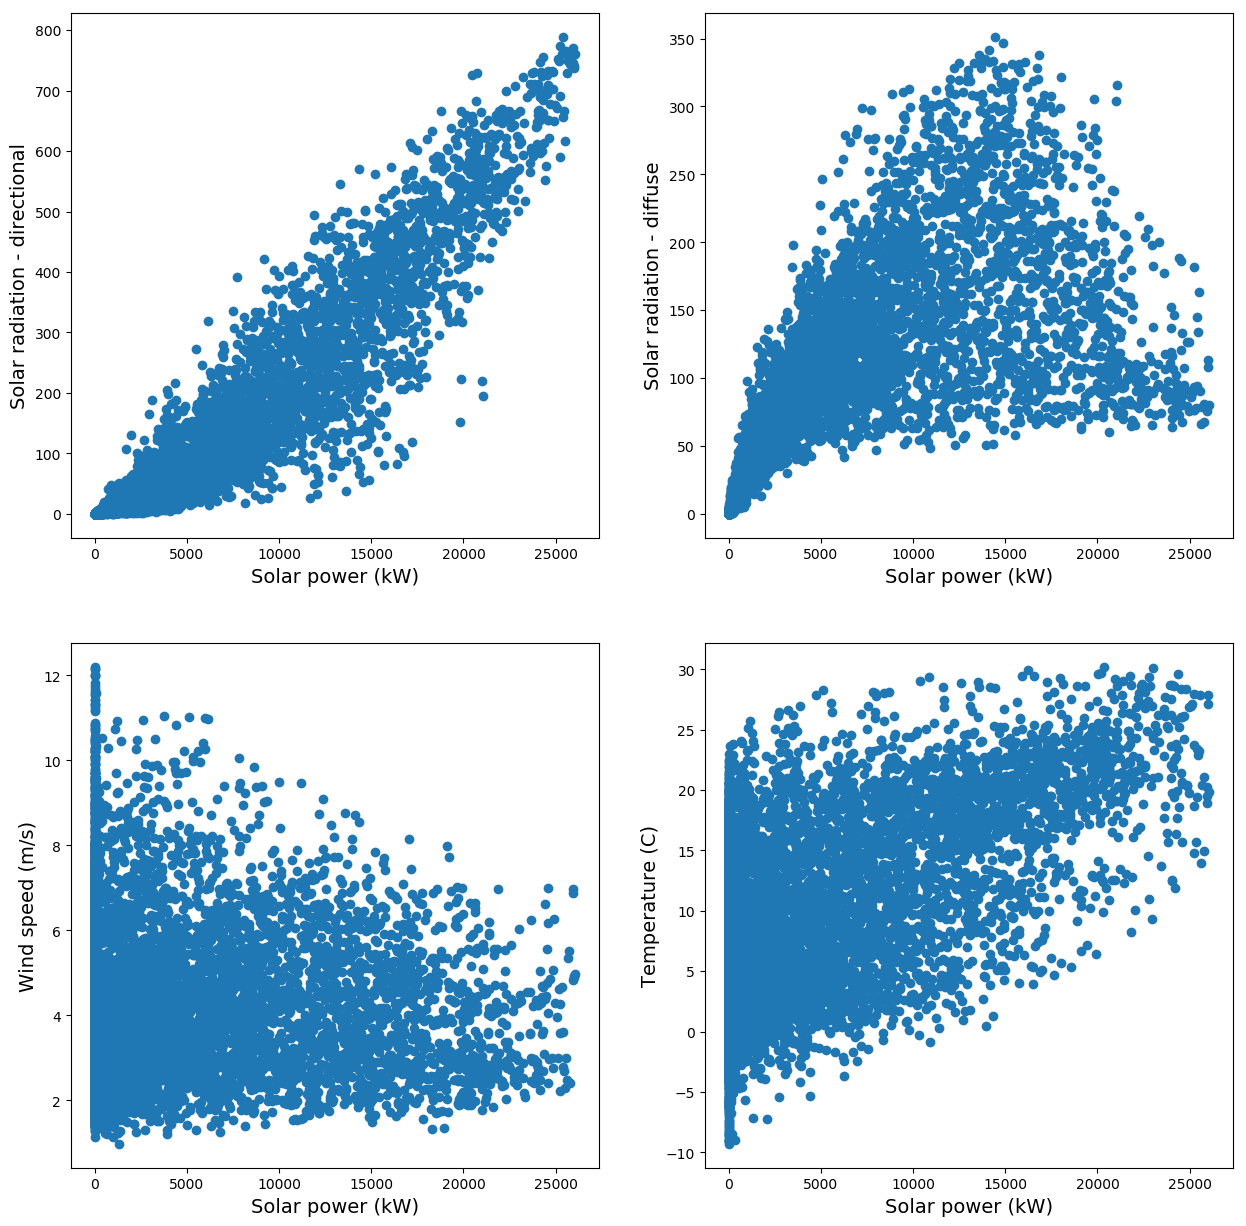 800
700
600
500
400
300
200
100
0
Solar radiation - directional
0 5000 10000 15000 20000 25000
Solar power (kW)
350
300
250
200
150
100
50
0
Solar radiation - diffuse
0 5000 10000 15000 20000 25000
Solar power (kW)
12
10
8
6
4
2
Wind speed (m/s)
0 5000 10000 15000 20000 25000
Solar power (kW)
30
25
20
15
10
5
0
−5
−10
Temperature (C)
0 5000 10000 15000 20000 25000
Solar power (kW)